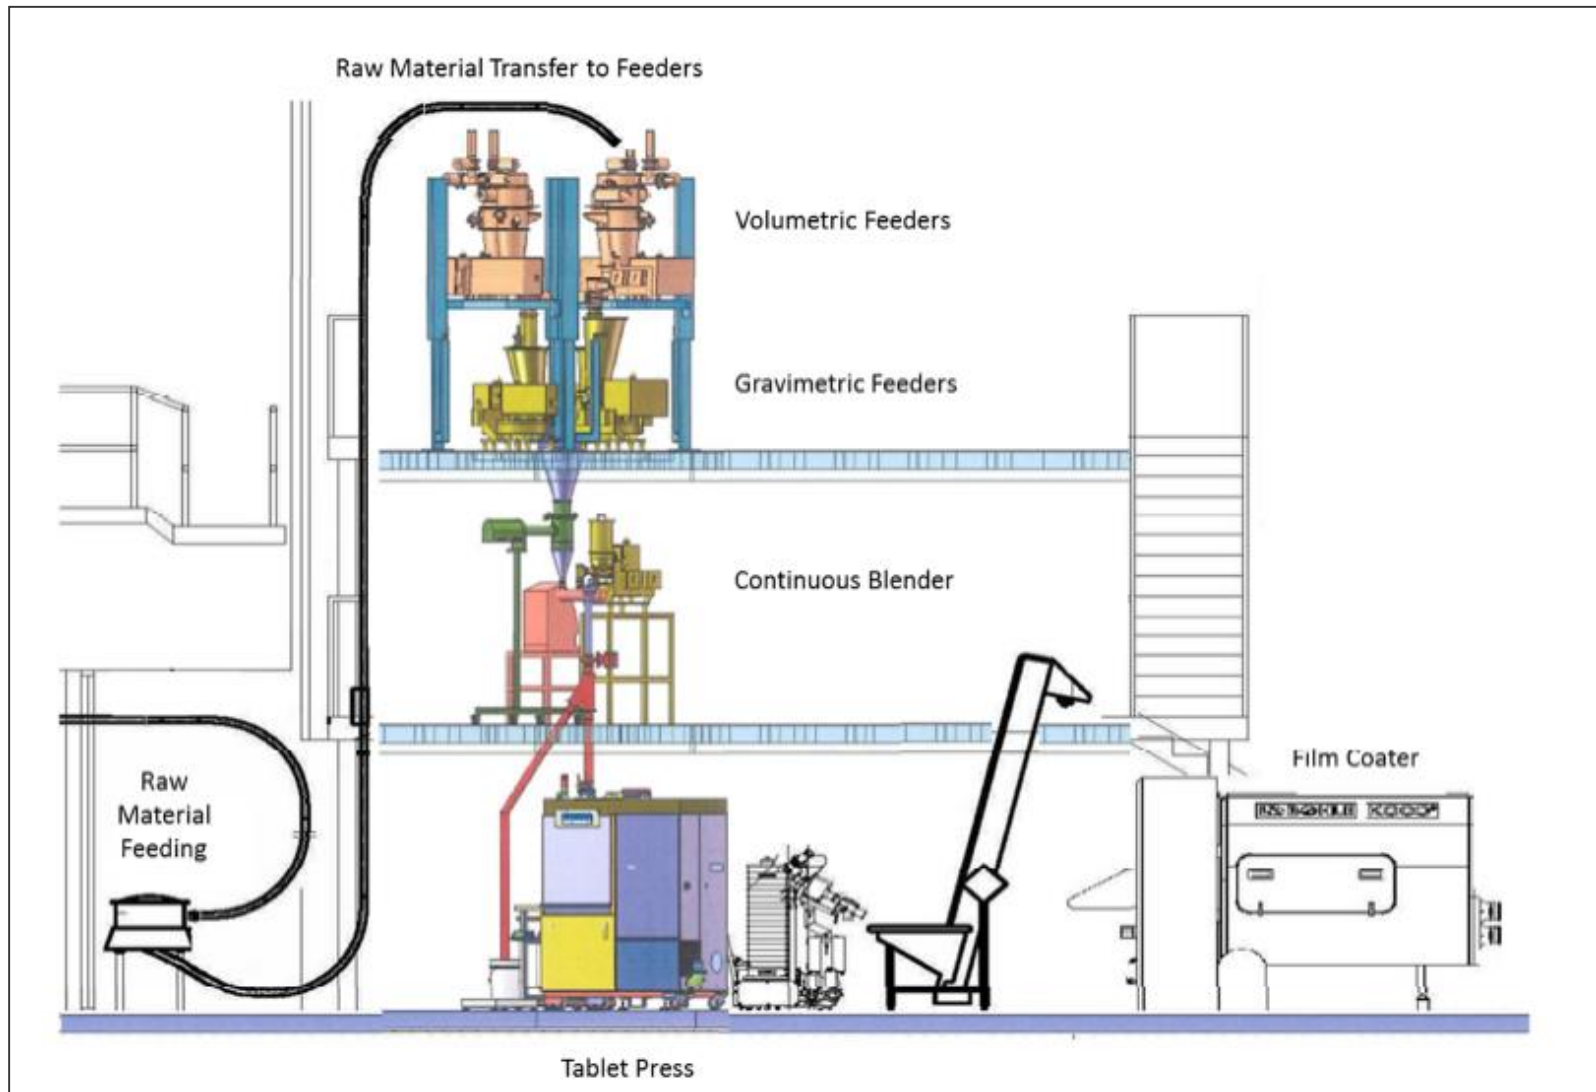 Raw Material Transfer to Feeders
Volumetric Feeders
Gravimetric Feeders
Continuous Blender
Film Coater
Raw
Material
Feeding
Tablet Press